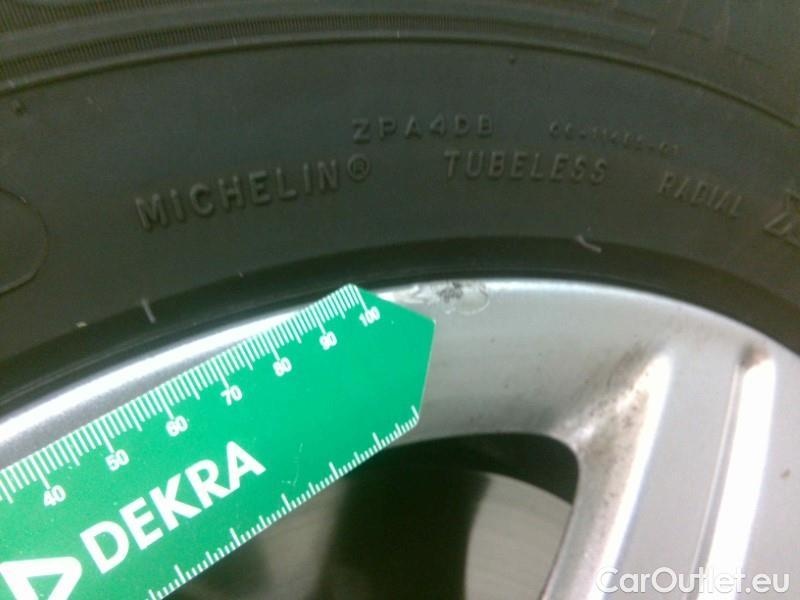 ZPA4DB
MICHELIN® TUBELESS RADIAL
40 50 60 70 80 90 100
DEKRA
CarOutlet.eu